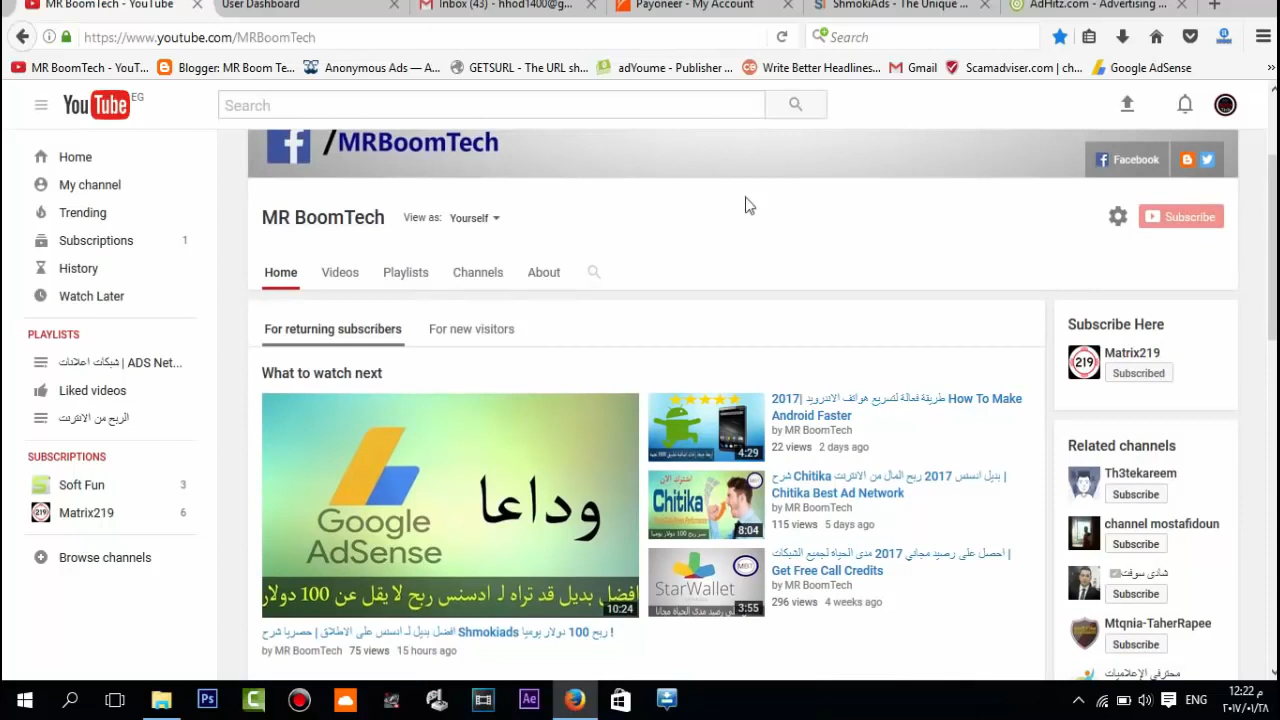 MR BoomTech - YouTube
User Dashboard
Inbox (43) - hhod1400@g...
Payoneer - My Account
ShmokiAds - The Unique ...
AdHitz.com - Advertising ...
https://www.youtube.com/MRBoomTech
Search
MR BoomTech - YouT...
Blogger: MR Boom Te...
Anonymous Ads — A...
GETSURL - The URL sh...
adYoume - Publisher ...
Write Better Headlines...
Gmail
Scamadviser.com | ch...
Google AdSense
YouTube EG
Search
Home
My channel
Trending
Subscriptions 1
History
Watch Later
PLAYLISTS
شبكات اعلانات | ADS Net...
Liked videos
الربح من الانترنت
SUBSCRIPTIONS
Soft Fun 3
Matrix219 6
Browse channels
/MRBoomTech
Facebook
MR BoomTech
View as: Yourself
Subscribe
Home Videos Playlists Channels About
For returning subscribers For new visitors
What to watch next
Google AdSense
وداعا
افضل بديل قد تراه لـ ادسنس ربح لا يقل عن 100 دولار
10:24
ربح 100 دولار يوميا Shmokiads افضل بديل لـ ادسنس على الاطلاق | حصريا شرح !
by MR BoomTech 75 views 15 hours ago
4:29
طريقة فعالة لتسريع هواتف الاندرويد |2017 How To Make
Android Faster
by MR BoomTech
22 views 2 days ago
Chitika
8:04
بديل ادسنس 2017 ربح المال من الانترنت Chitika شرح |
Chitika Best Ad Network
by MR BoomTech
115 views 5 days ago
MBT
StarWallet
3:55
احصل على رصيد مجاني 2017 مدى الحياة لجميع الشبكات |
Get Free Call Credits
by MR BoomTech
296 views 4 weeks ago
Subscribe Here
219
Matrix219
Subscribed
Related channels
Th3tekareem
Subscribe
channel mostafidoun
Subscribe
شادى سوفت
Subscribe
Mtqnia-TaherRapee
Subscribe
محترفي الإعلاميات
ENG
12:22 م
٢٠١٧/٠١/٢٨